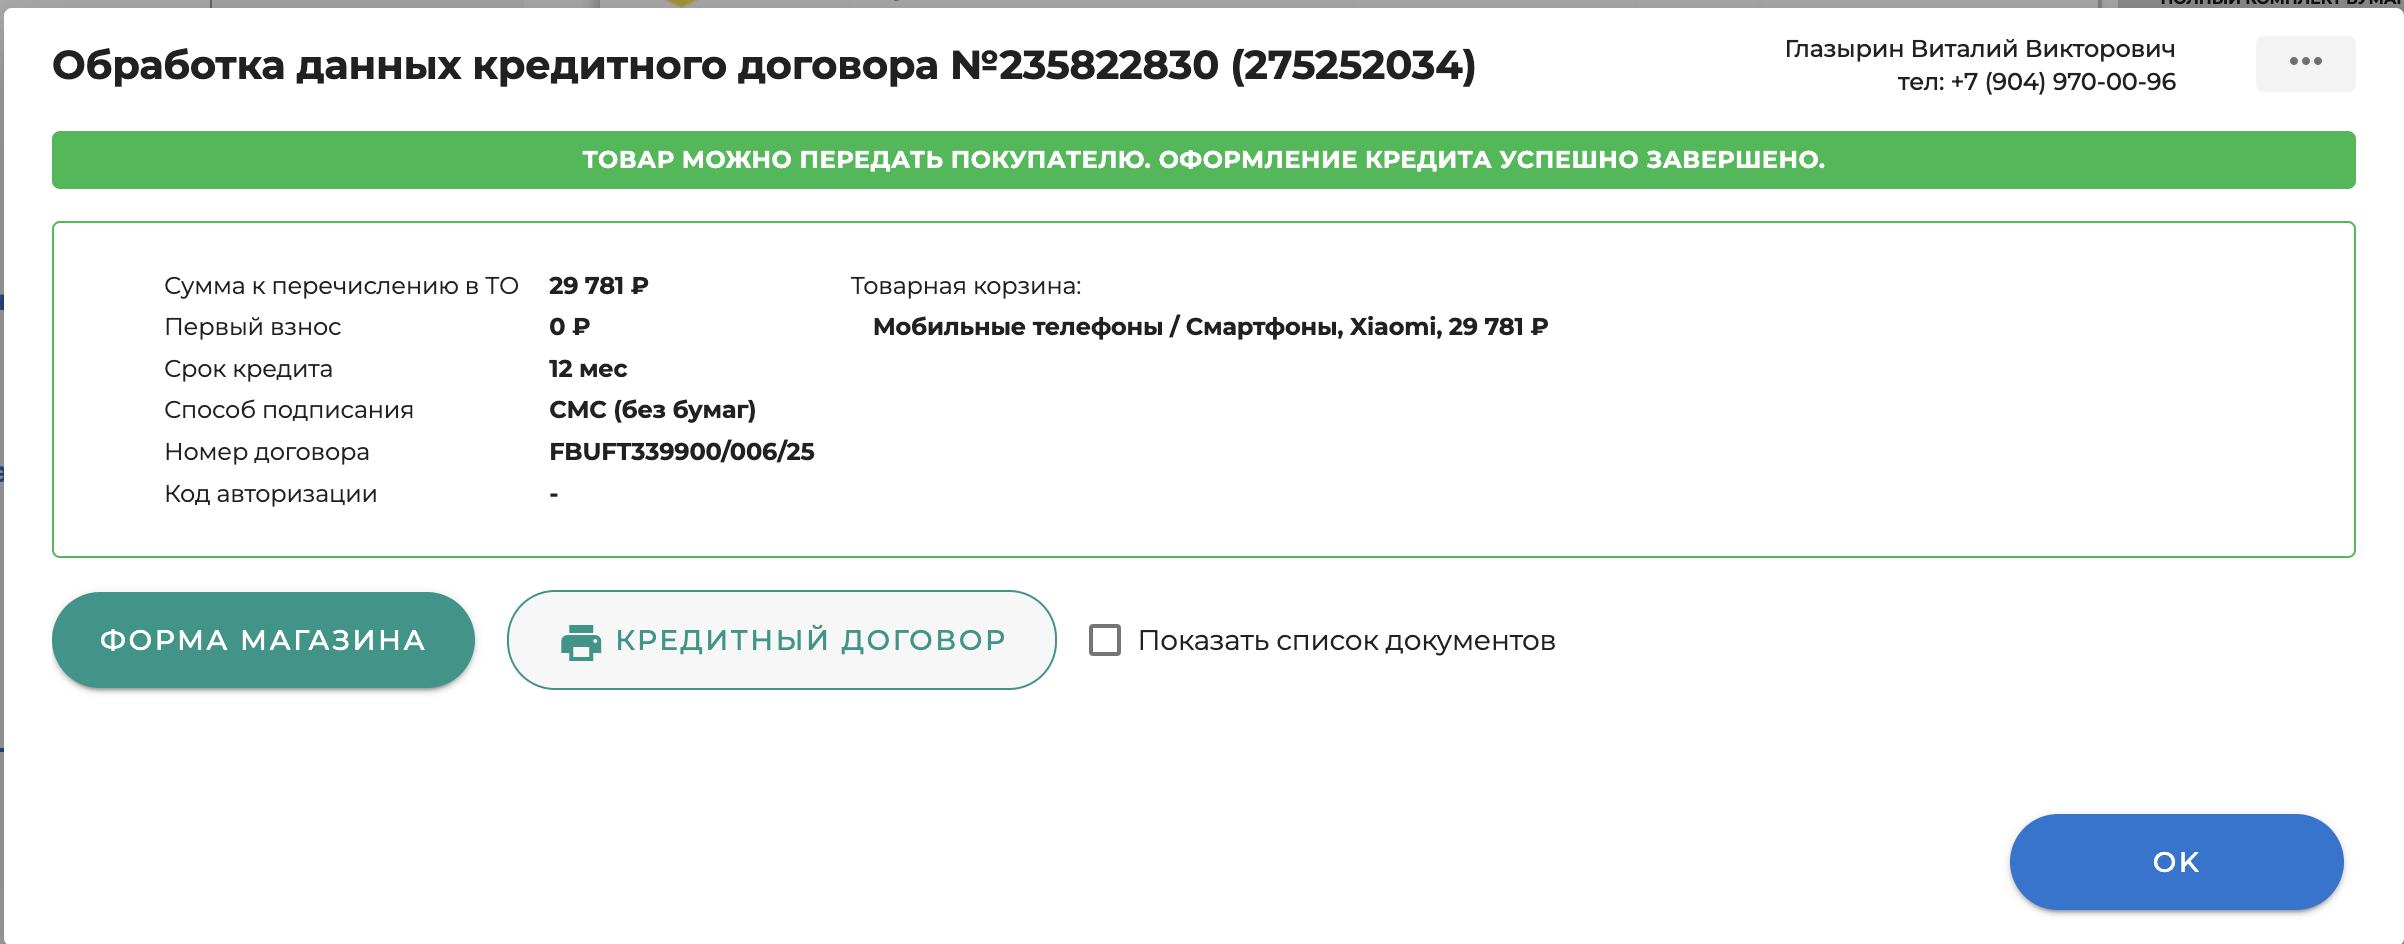 Обработка данных кредитного договора №235822830 (275252034)
Глазырин Виталий Викторович
тел: +7 (904) 970-00-96
ТОВАР МОЖНО ПЕРЕДАТЬ ПОКУПАТЕЛЮ. ОФОРМЛЕНИЕ КРЕДИТА УСПЕШНО ЗАВЕРШЕНО.
Сумма к перечислению в ТО 29 781 ₽
Первый взнос 0 ₽
Срок кредита 12 мес
Способ подписания СМС (без бумаг)
Номер договора FBUFT339900/006/25
Код авторизации -
Товарная корзина:
Мобильные телефоны / Смартфоны, Xiaomi, 29 781 ₽
ФОРМА МАГАЗИНА
КРЕДИТНЫЙ ДОГОВОР
Показать список документов
OK